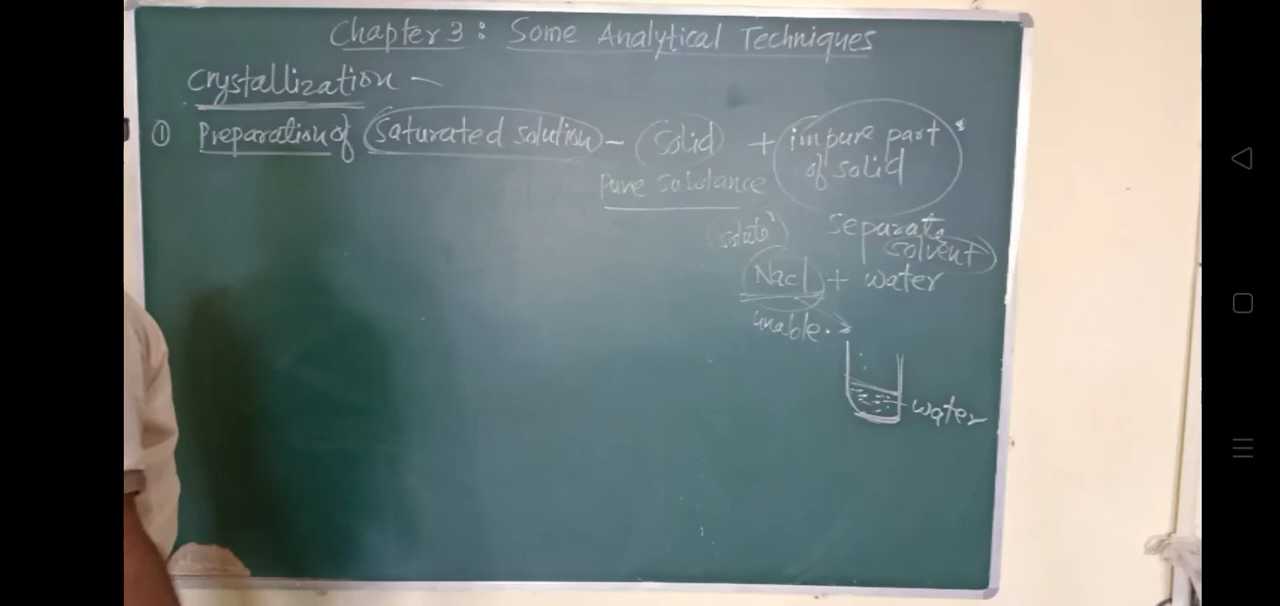 Chapter 3 : Some Analytical Techniques
Crystallization -
① Preparation of Saturated solution - Solid + impure part
of solid
Pure Substance
(solute) Separate
solvent
NaCl + water
unable.
water